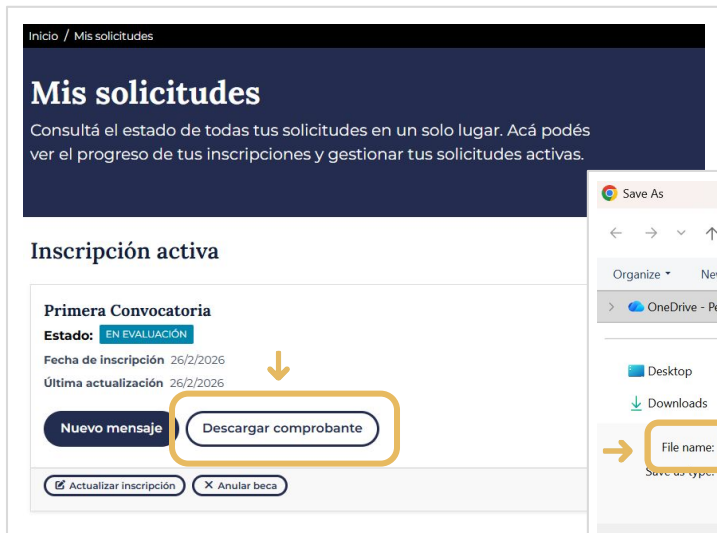 Inicio / Mis solicitudes
Mis solicitudes
Consultá el estado de todas tus solicitudes en un solo lugar. Acá podés
ver el progreso de tus inscripciones y gestionar tus solicitudes activas.
Inscripción activa
Primera Convocatoria
Estado: EN EVALUACIÓN
Fecha de inscripción 26/2/2026
Última actualización 26/2/2026
Nuevo mensaje
Descargar comprobante
Actualizar inscripción
Anular beca
Save As
Organize
OneDrive
Desktop
Downloads
File name:
Save as type: